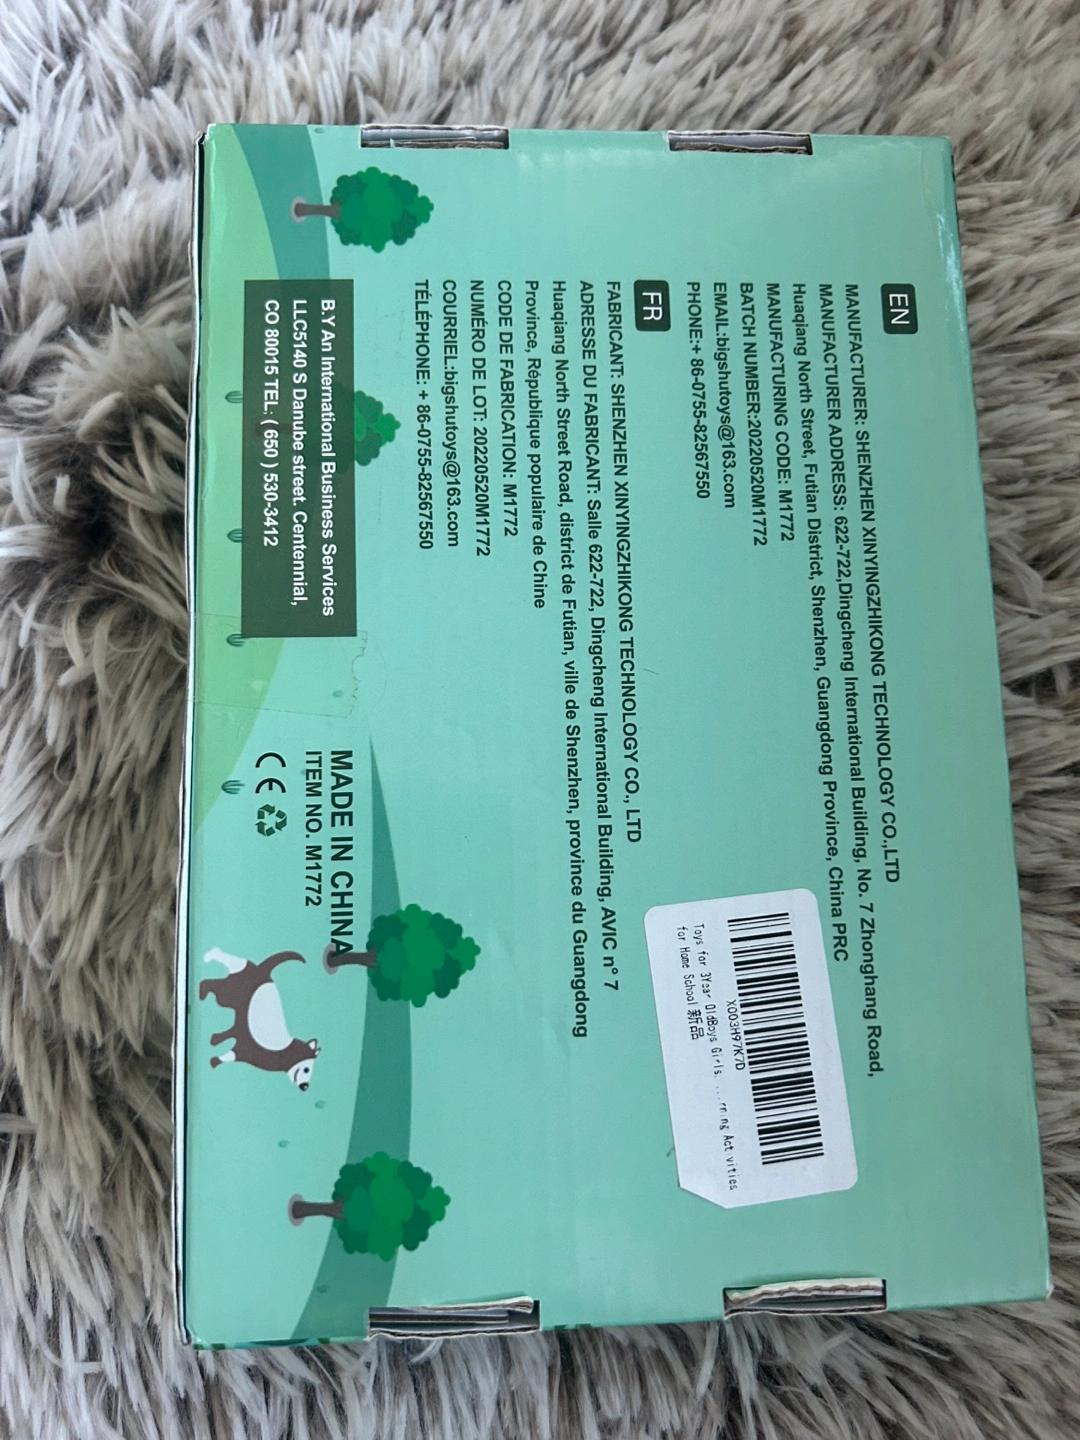 EN
MANUFACTURER: SHENZHEN XINYINGZHIKONG TECHNOLOGY CO.,LTD
MANUFACTURER ADDRESS: 622-722,Dingcheng International Building, No. 7 Zhonghang Road,
Huaqiang North Street, Futian District, Shenzhen, Guangdong Province, China PRC
MANUFACTURING CODE: M1772
BATCH NUMBER:20220520M1772
EMAIL:bigshutoys@163.com
PHONE:+ 86-0755-82567550
FR
FABRICANT: SHENZHEN XINYINGZHIKONG TECHNOLOGY CO., LTD
ADRESSE DU FABRICANT: Salle 622-722, Dingcheng International Building, AVIC n° 7
Huaqiang North Street Road, district de Futian, ville de Shenzhen, province du Guangdong
Province, République populaire de Chine
CODE DE FABRICATION: M1772
NUMÉRO DE LOT: 20220520M1772
COURRIEL:bigshutoys@163.com
TÉLÉPHONE: + 86-0755-82567550
X003H97K7D
Toys for 3Year OldBoys Girls, ... Activities
for Home School 新品
B.Y An International Business Services
LLC5140 S Danube street. Centennial,
CO 80015 TEL: ( 650 ) 530-3412
MADE IN CHINA
ITEM NO. M1772
CE